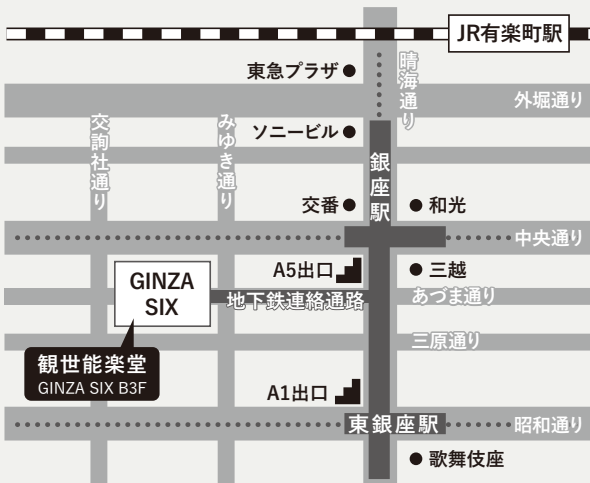 JR有楽町駅
東急プラザ
晴海通り
外堀通り
交詢社通り
みゆき通り
ソニービル
銀座駅
交番
和光
中央通り
A5出口
三越
GINZA
SIX
地下鉄連絡通路
あづま通り
三原通り
観世能楽堂
GINZA SIX B3F
A1出口
東銀座駅
昭和通り
歌舞伎座